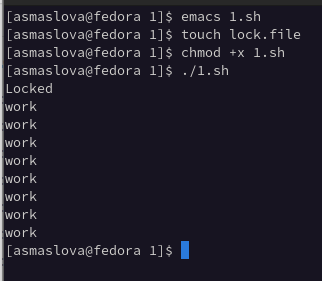 [asmaslova@fedora 1]$ emacs 1.sh
[asmaslova@fedora 1]$ touch lock.file
[asmaslova@fedora 1]$ chmod +x 1.sh
[asmaslova@fedora 1]$ ./1.sh
Locked
work
work
work
work
work
work
work
work
[asmaslova@fedora 1]$